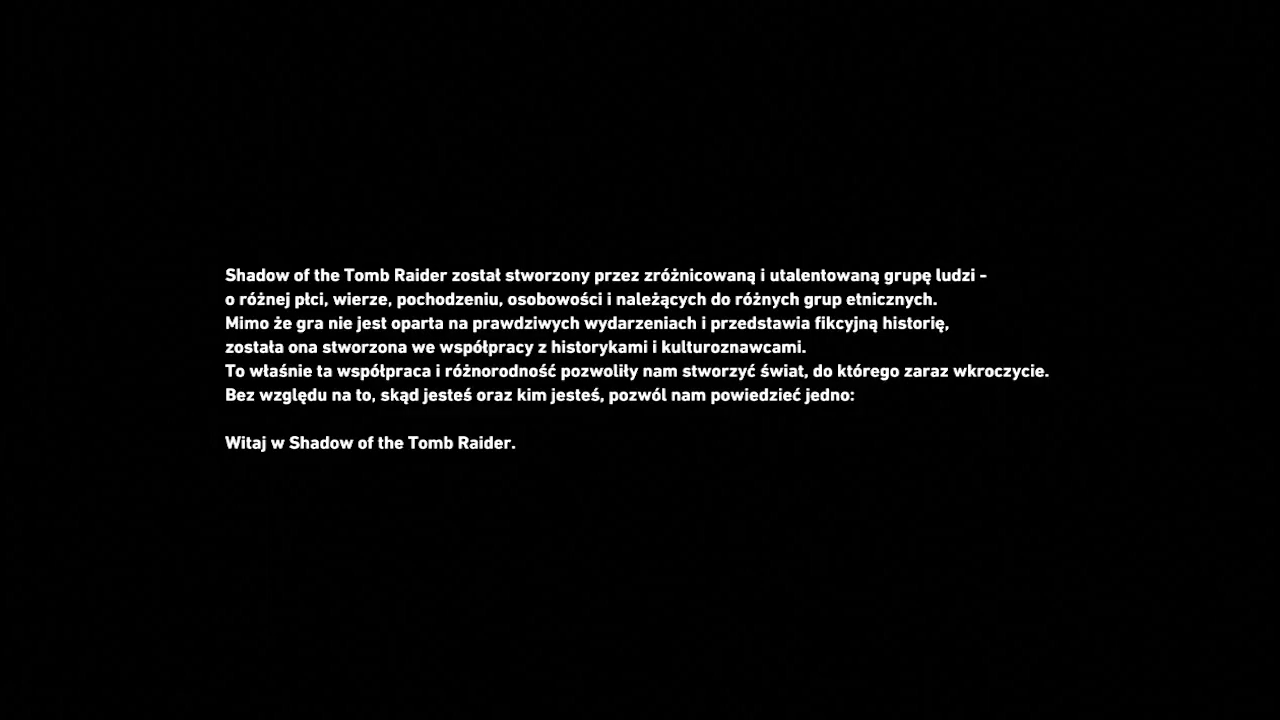 Shadow of the Tomb Raider został stworzony przez zróżnicowaną i utalentowaną grupę ludzi -
o różnej płci, wierze, pochodzeniu, osobowości i należących do różnych grup etnicznych.
Mimo że gra nie jest oparta na prawdziwych wydarzeniach i przedstawia fikcyjną historię,
została ona stworzona we współpracy z historykami i kulturoznawcami.
To właśnie ta współpraca i różnorodność pozwoliły nam stworzyć świat, do którego zaraz wkroczycie.
Bez względu na to, skąd jesteś oraz kim jesteś, pozwól nam powiedzieć jedno:
Witaj w Shadow of the Tomb Raider.